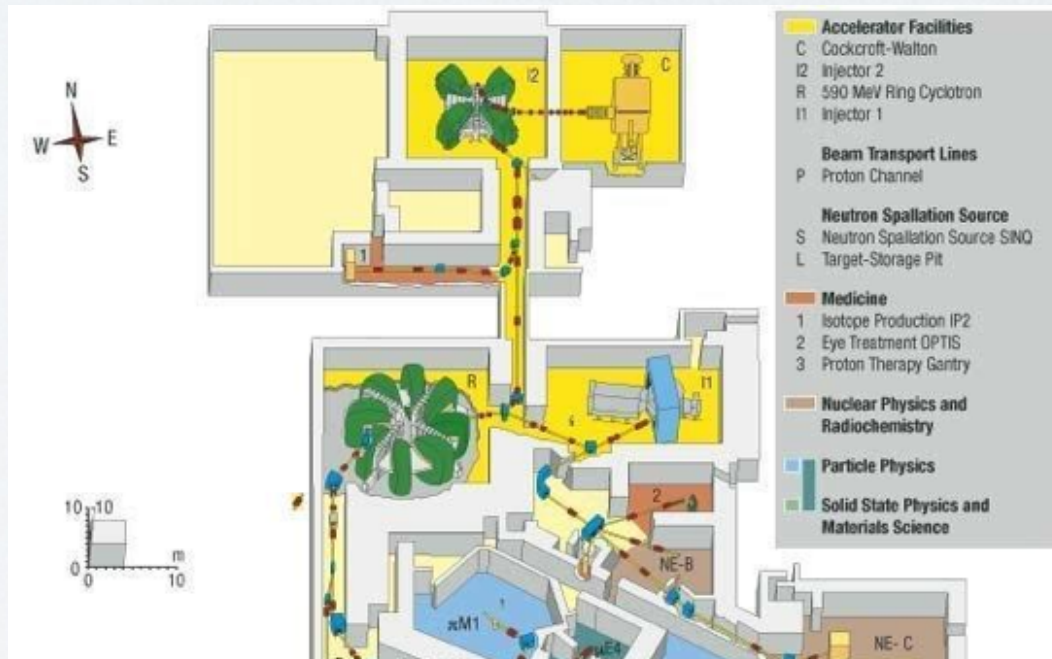 Accelerator Facilities
C Cockcroft-Walton
I2 Injector 2
R 590 MeV Ring Cyclotron
I1 Injector 1
Beam Transport Lines
P Proton Channel
Neutron Spallation Source
S Neutron Spallation Source SINQ
L Target-Storage Pit
Medicine
1 Isotope Production IP2
2 Eye Treatment OPTIS
3 Proton Therapy Gantry
Nuclear Physics and
Radiochemistry
Particle Physics
Solid State Physics and
Materials Science
N
W E
S
I2
C
1
R
I1
2
NE-B
10 10
m
0
0 10
πM1
μE4
NE- C